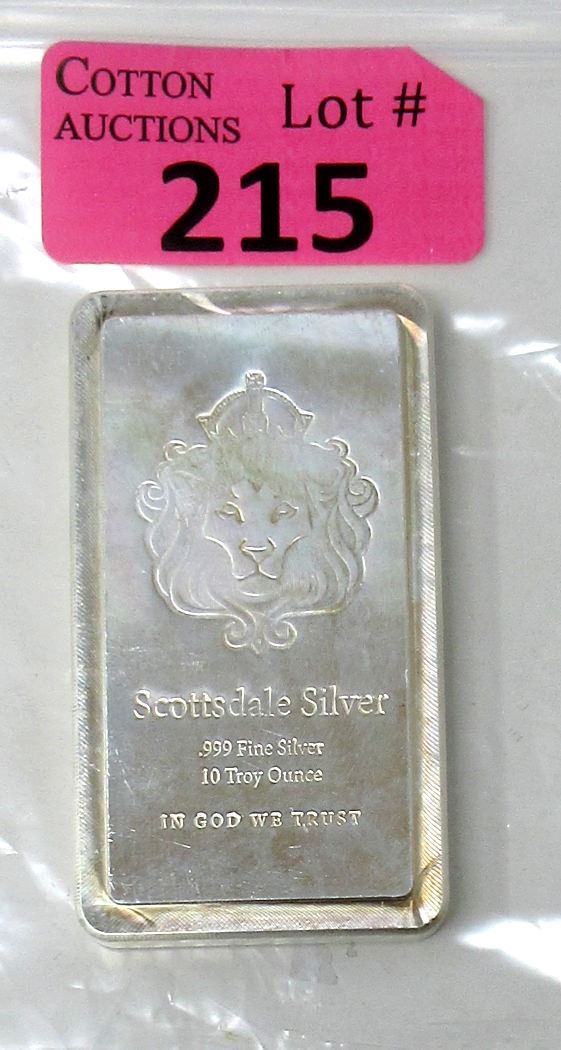 COTTON
AUCTIONS
Lot #
215
Scottsdale Silver
.999 Fine Silver
10 Troy Ounce
IN GOD WE TRUST